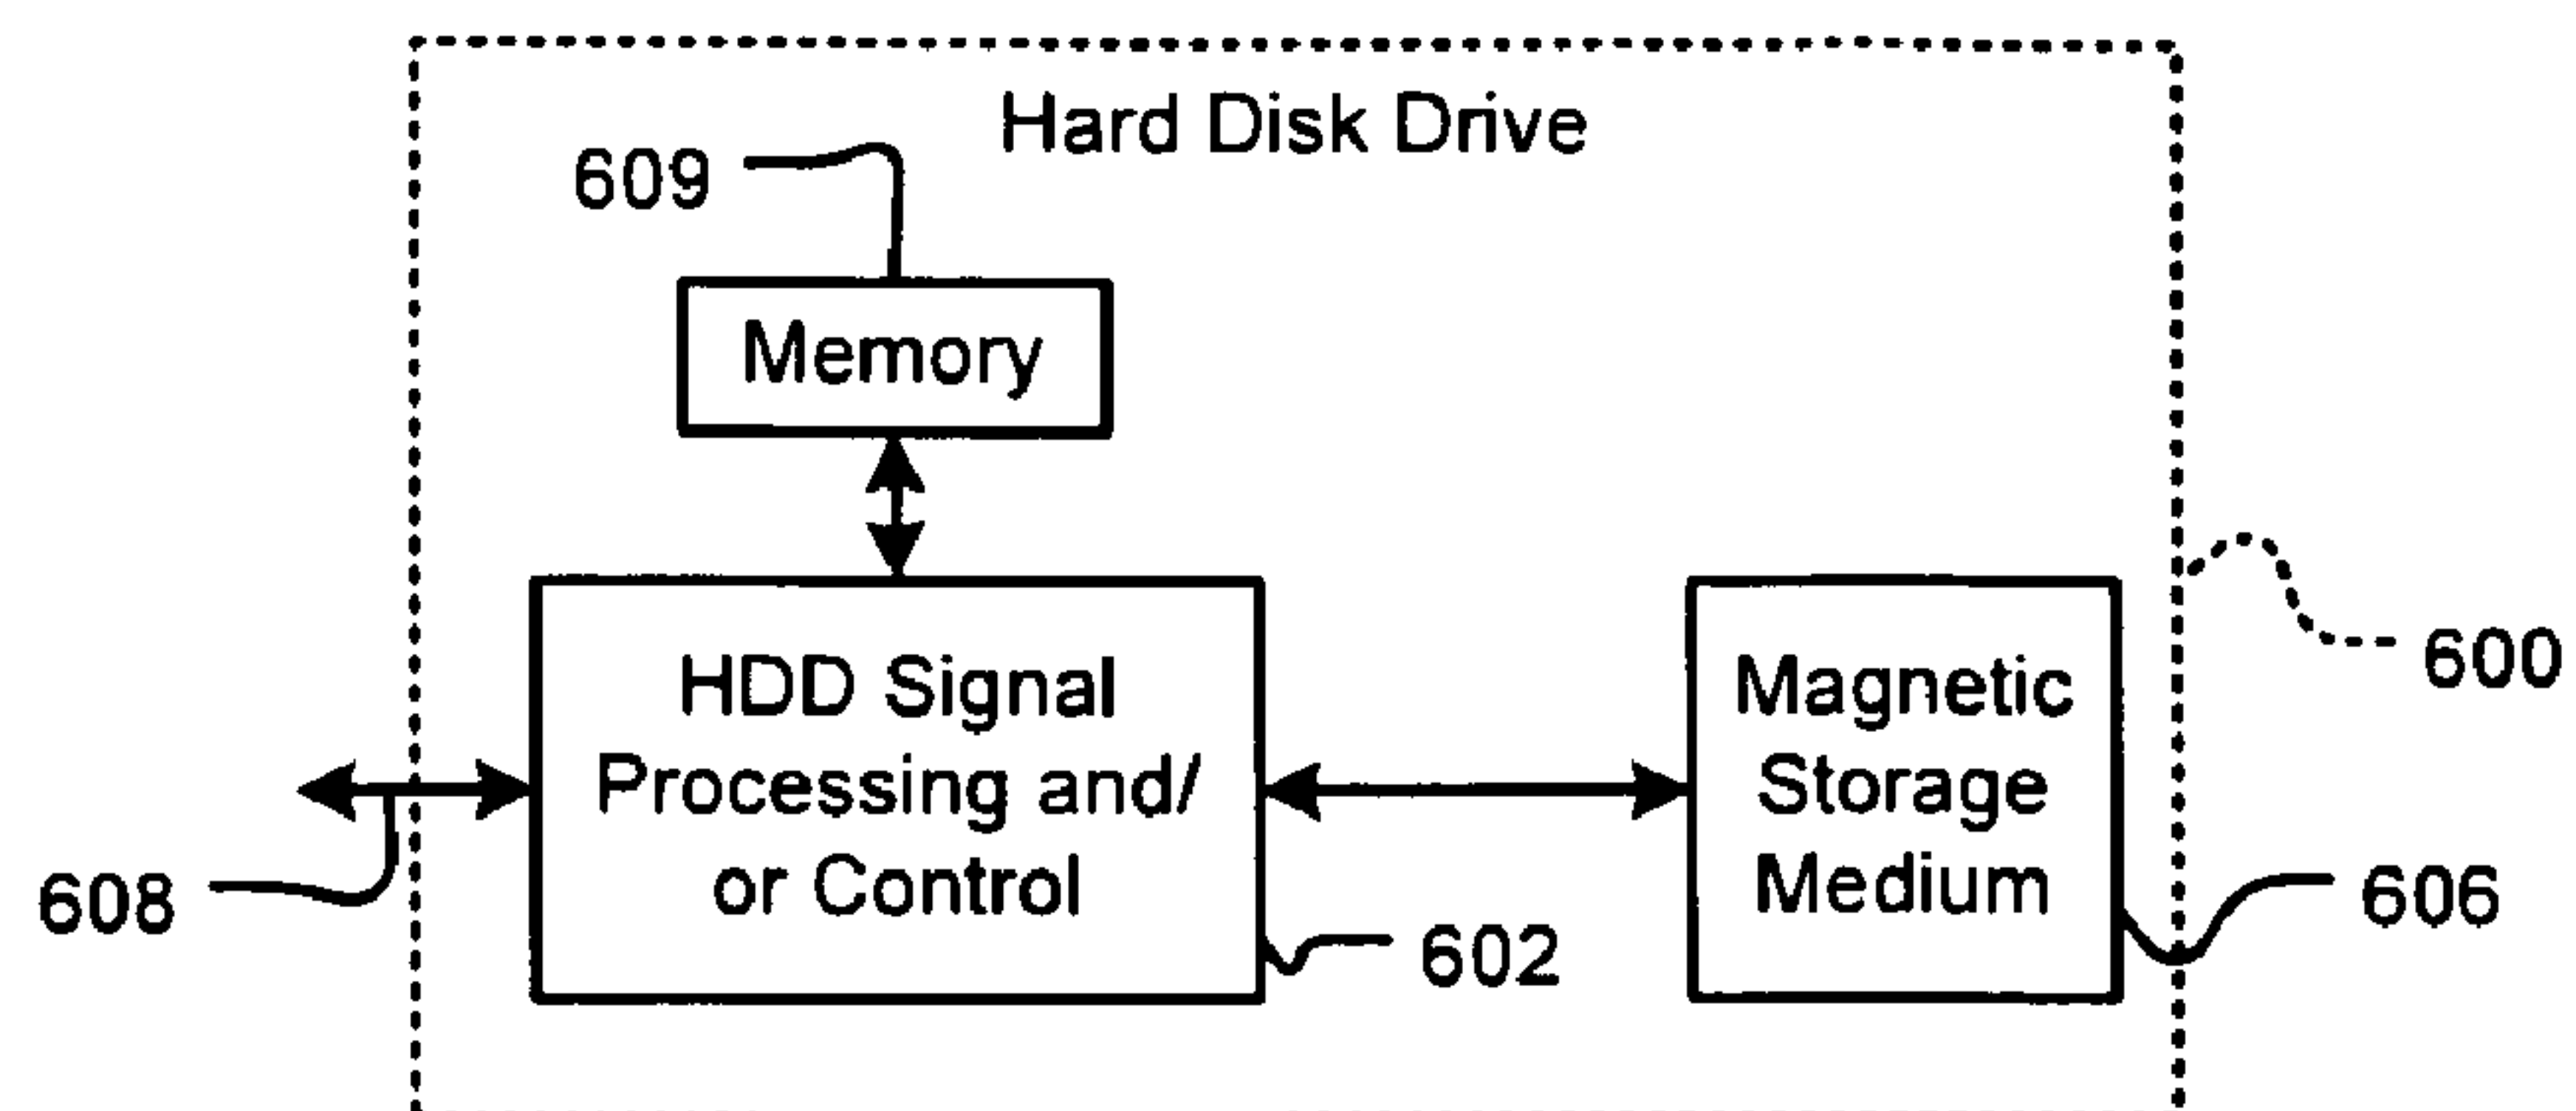 Hard Disk Drive
609
Memory
HDD Signal
Processing and/
or Control
Magnetic
Storage
Medium
600
608
602
606